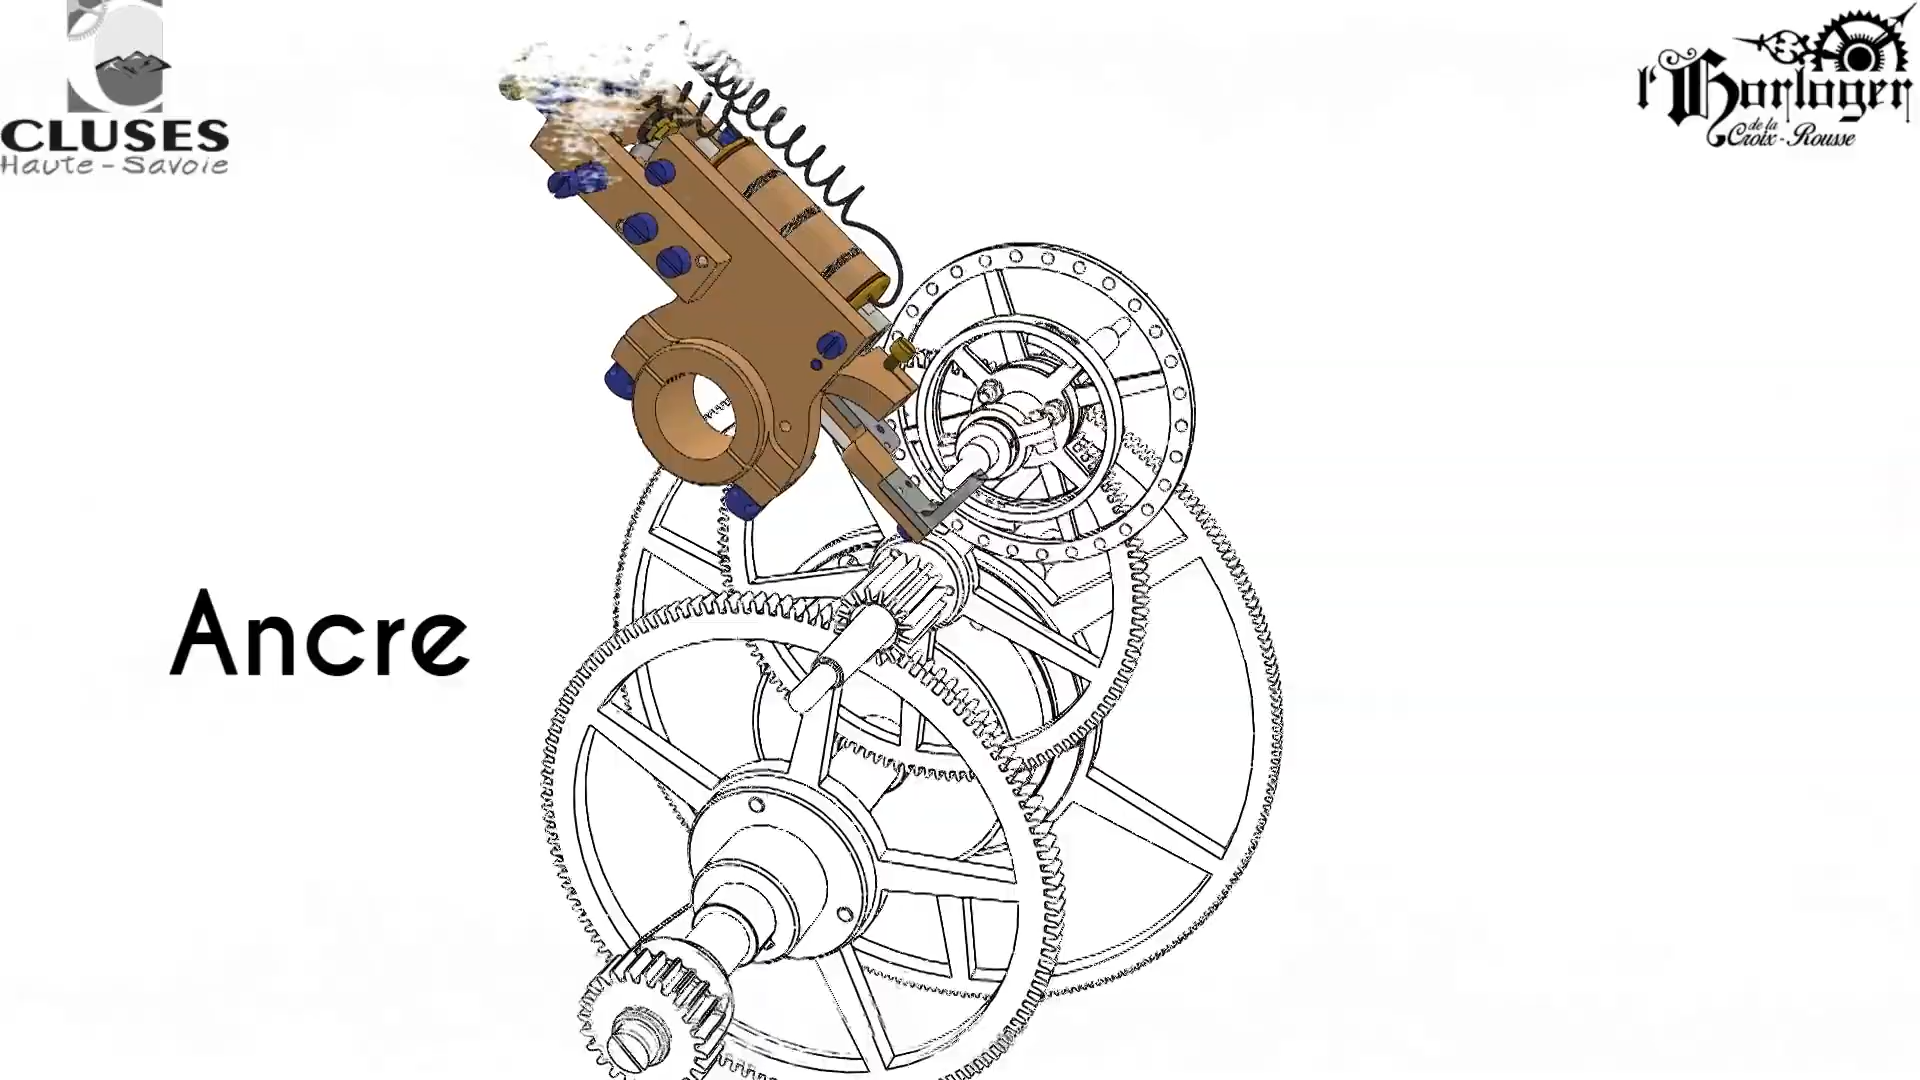 CLUSES
Haute-Savoie
l'Horloger
de la
Croix-Rousse
Ancre